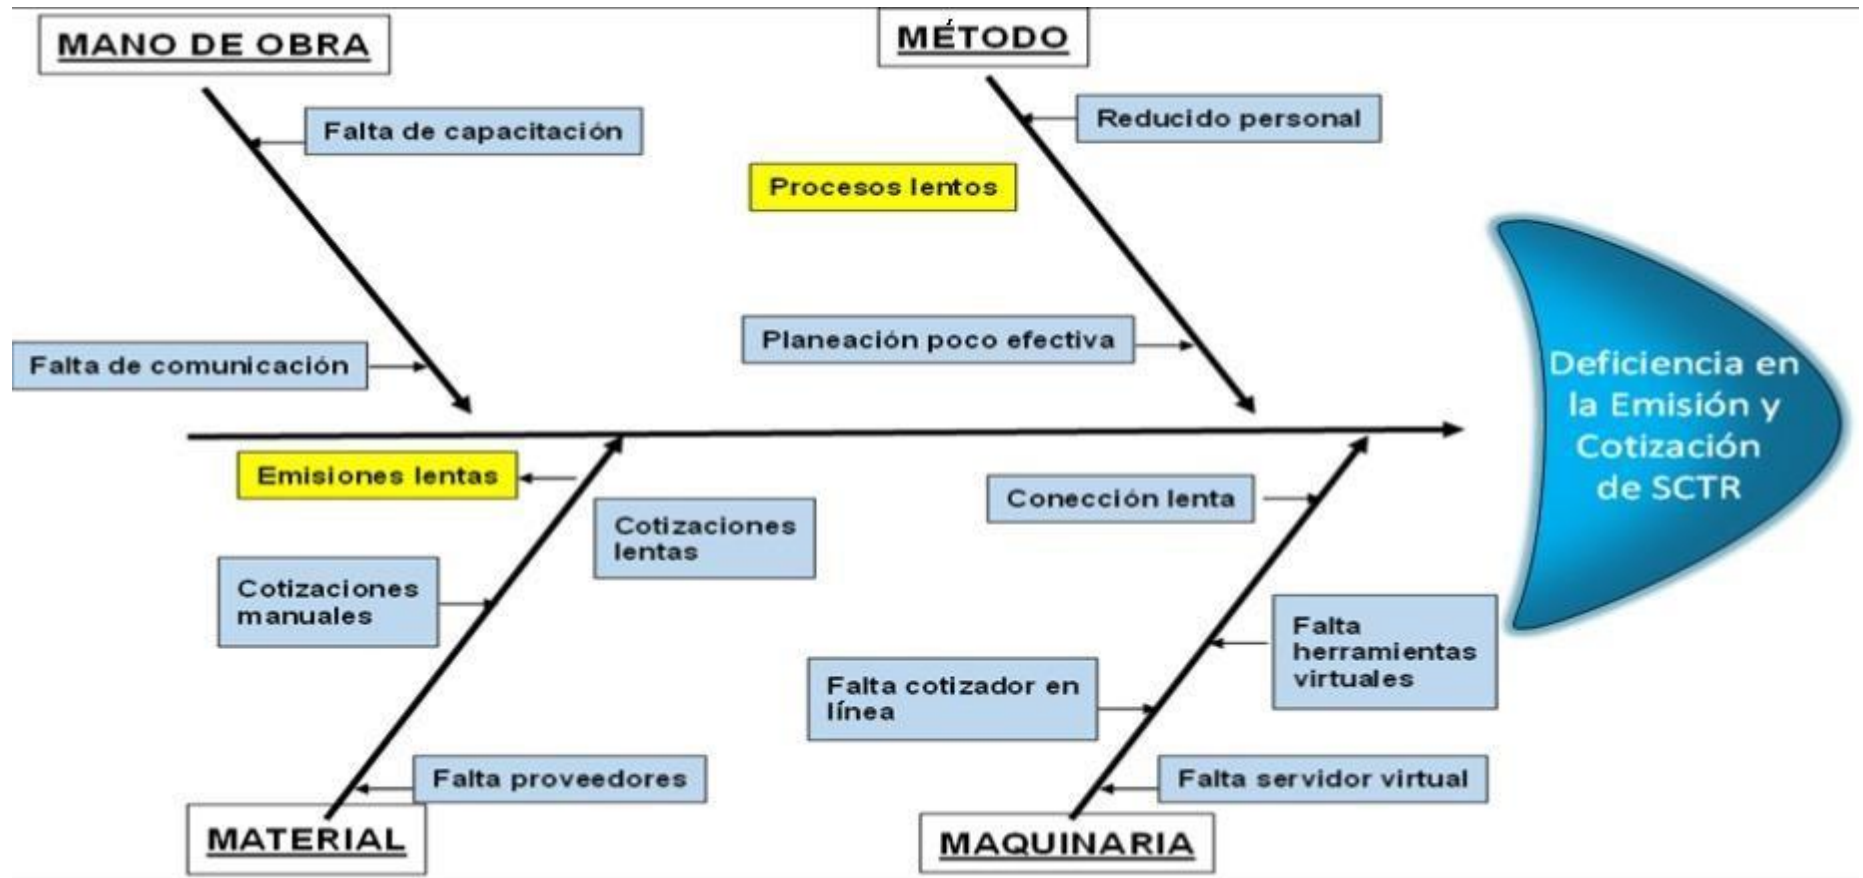 MANO DE OBRA
MÉTODO
Falta de capacitación
Reducido personal
Procesos lentos
Planeación poco efectiva
Falta de comunicación
Deficiencia en
la Emisión y
Cotización
de SCTR
Emisiones lentas
Conección lenta
Cotizaciones
lentas
Cotizaciones
manuales
Falta
herramientas
virtuales
Falta cotizador en
línea
Falta proveedores
Falta servidor virtual
MATERIAL
MAQUINARIA